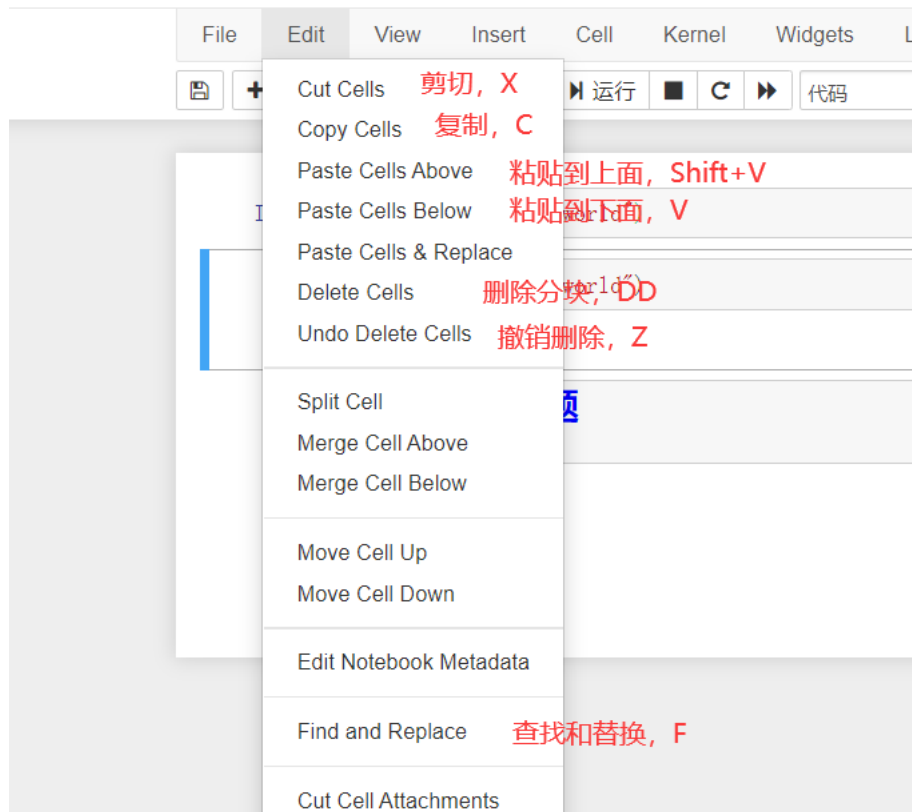 File Edit View Insert Cell Kernel Widgets
运行 代码
Cut Cells 剪切，X
Copy Cells 复制，C
Paste Cells Above 粘贴到上面，Shift+V
Paste Cells Below 粘贴到下面，V
Paste Cells & Replace
Delete Cells 删除分块，DD
Undo Delete Cells 撤销删除，Z
Split Cell
题
Merge Cell Above
Merge Cell Below
Move Cell Up
Move Cell Down
Edit Notebook Metadata
Find and Replace 查找和替换，F
Cut Cell Attachments